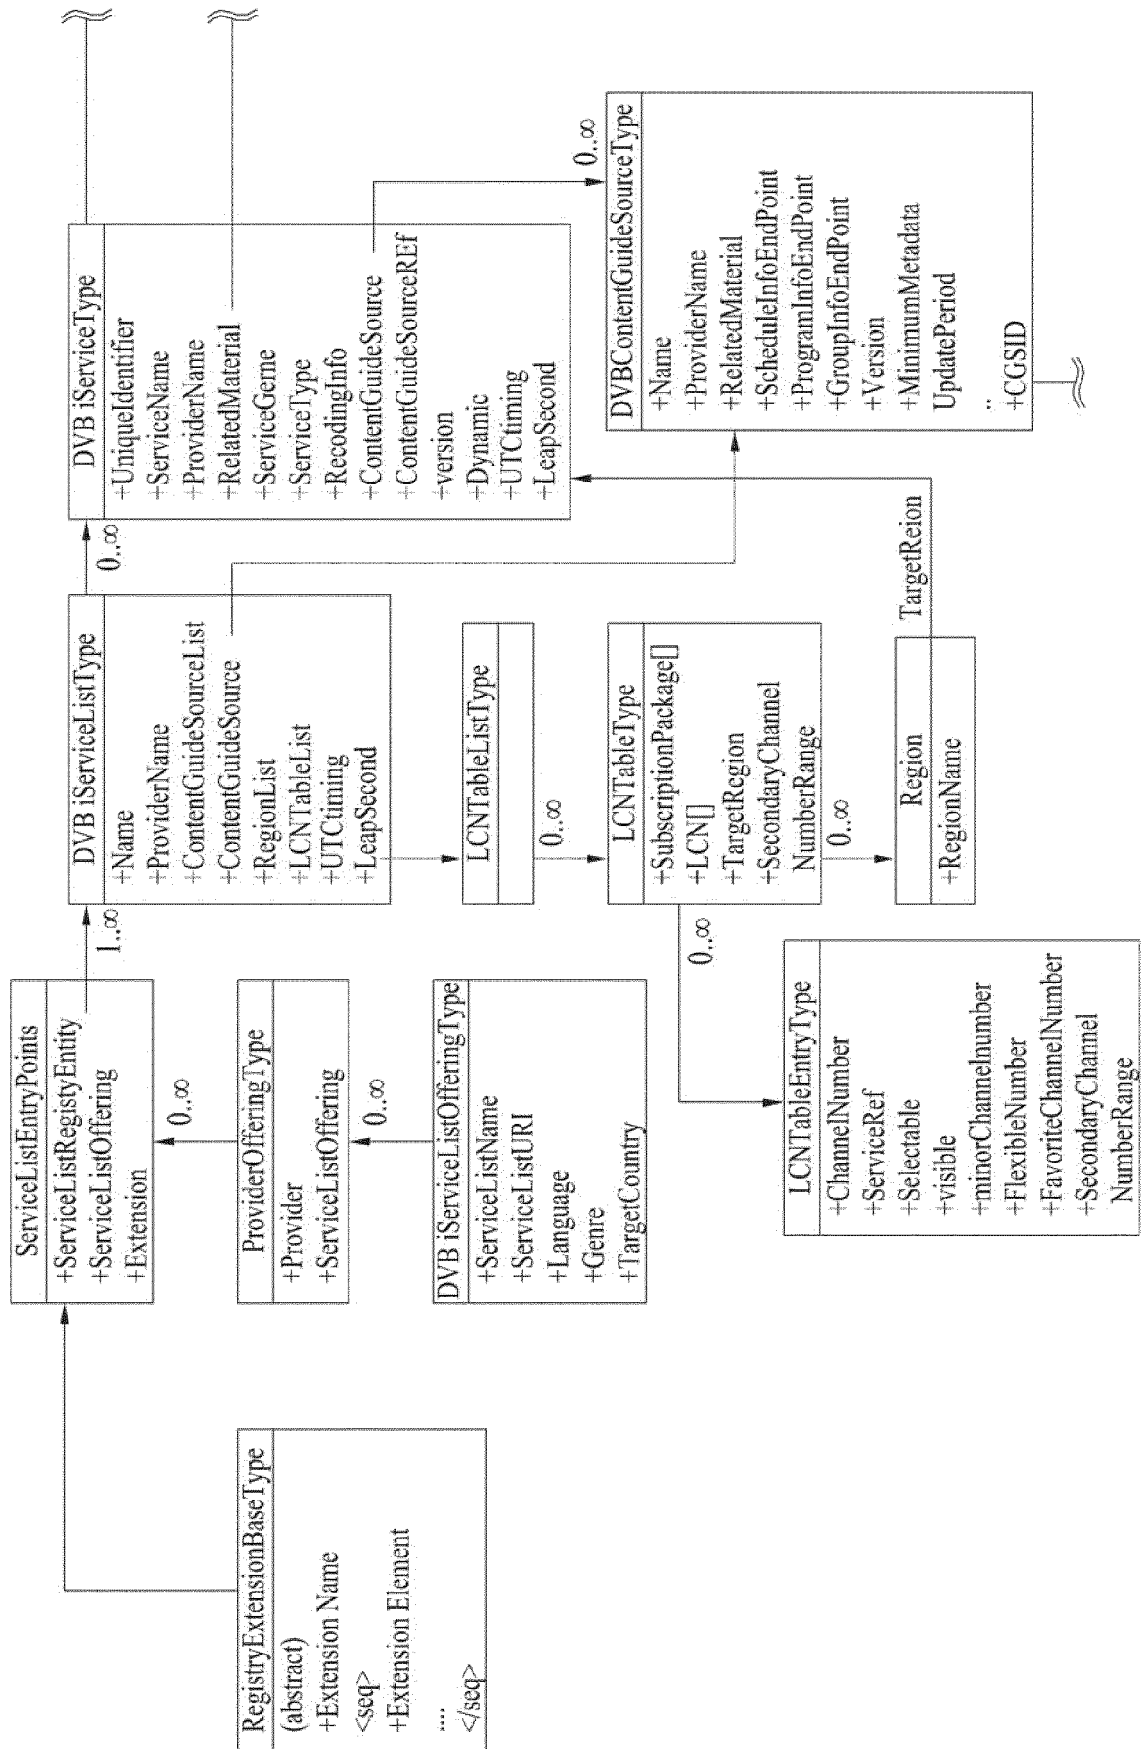 RegistryExtensionBaseType
(abstract)
+Extension Name
<seq>
+Extension Element
....
</seq>
ServiceListEntryPoints
+ServiceListRegistyEntity
+ServiceListOffering
+Extension
0..∞
ProviderOfferingType
+Provider
+ServiceListOffering
0..∞
DVB iServiceListOfferingType
+ServiceListName
+ServiceListURI
+Language
+Genre
+TargetCountry
1..∞
DVB iServiceListType
+Name
+ProviderName
+ContentGuideSourceList
+ContentGuideSource
+RegionList
+LCNTableList
+UTCtiming
+LeapSecond
LCNTableListType
0..∞
LCNTableType
+SubscriptionPackage[]
+LCN[]
+TargetRegion
+SecondaryChannel
NumberRange
0..∞
0..∞
LCNTableEntryType
+ChannelNumber
+ServiceRef
+Selectable
+visible
+minorChannelnumber
+FlexibleNumber
+FavorieChannelNumber
+SecondaryChannel
NumberRange
Region
+RegionName
TargetReion
0..∞
DVB iServiceType
+UniqueIdentifier
+ServiceName
+ProviderName
+RelatedMaterial
+ServiceGerne
+ServiceType
+RecodingInfo
+ContentGuideSource
+ContentGuideSourceREf
+version
+Dynamic
+UTCtiming
+LeapSecond
0..∞
DVBContentGuideSourceType
+Name
+ProviderName
+RelatedMaterial
+ScheduleInfoEndPoint
+ProgramInfoEndPoint
+GroupInfoEndPoint
+Version
+MinimumMetadata
UpdatePeriod
..
+CGSID